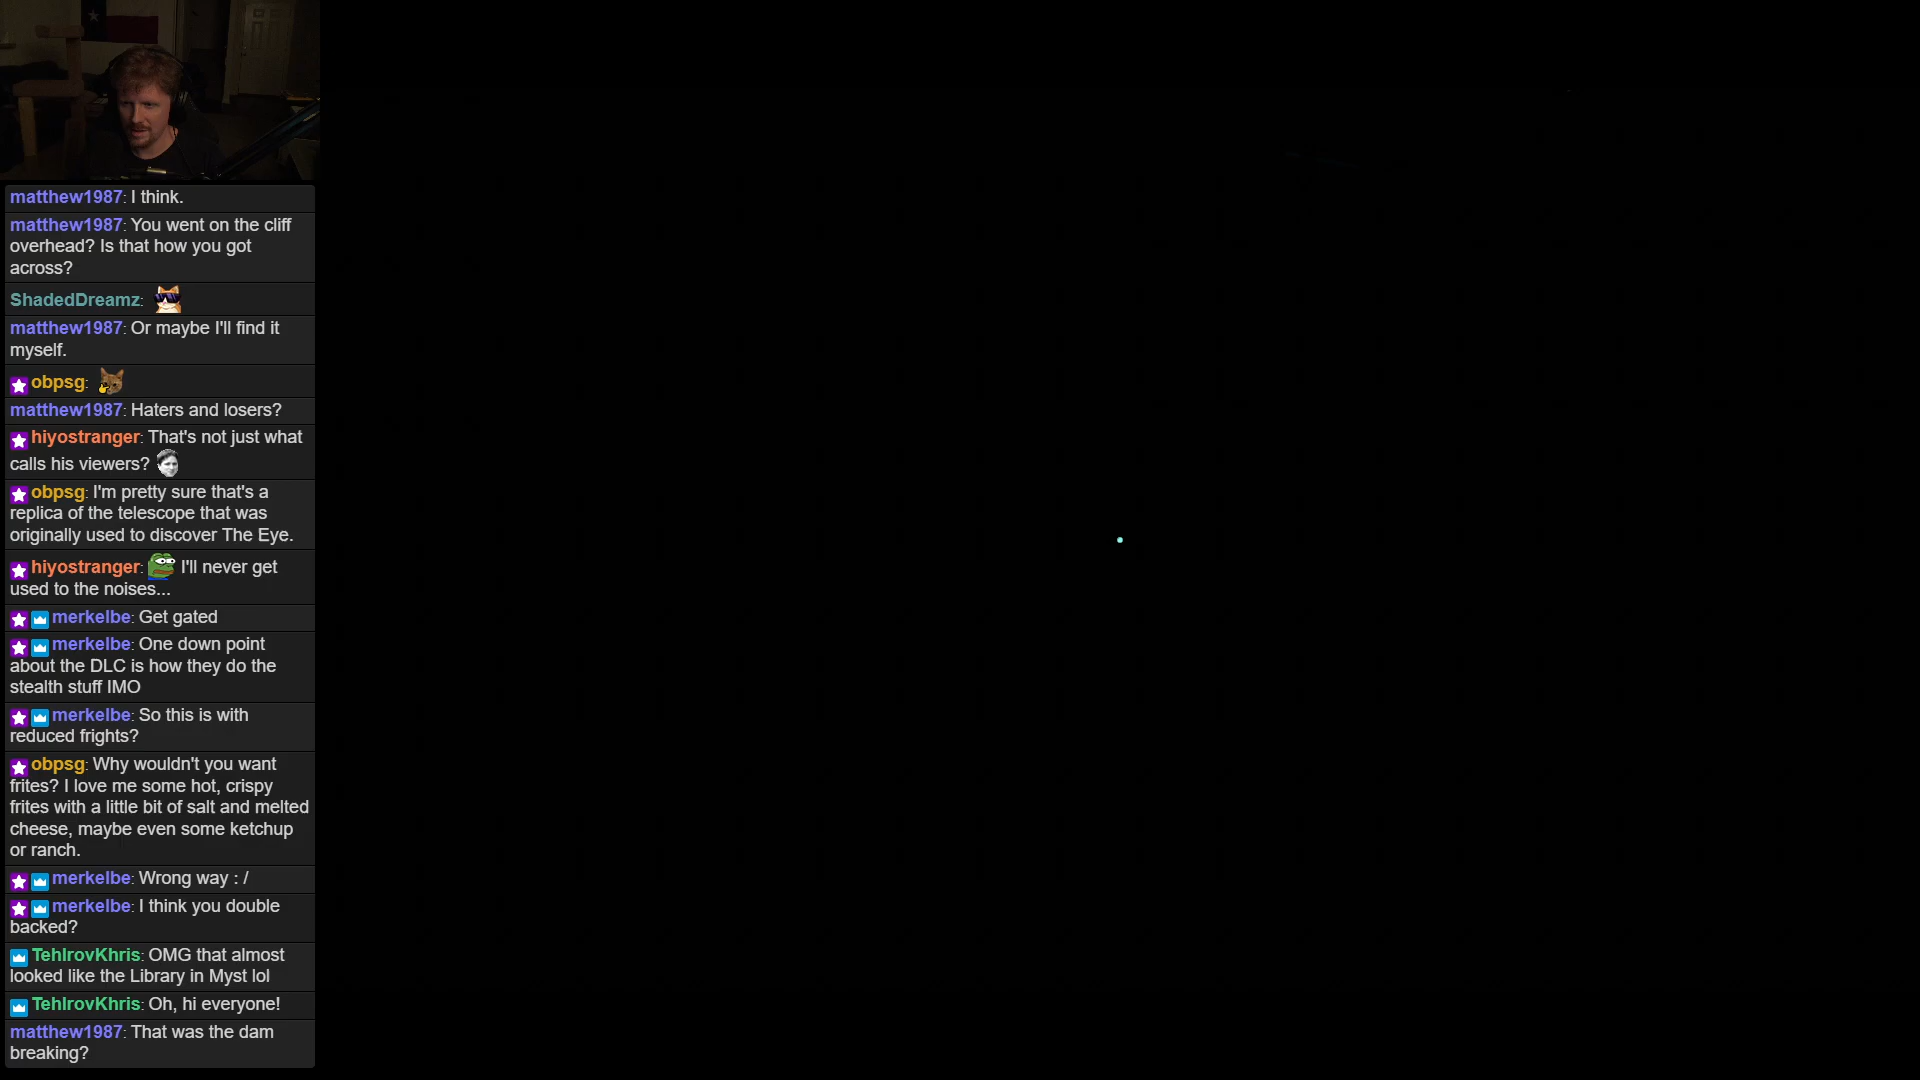 matthew1987: I think.
matthew1987: You went on the cliff
overhead? Is that how you got
across?
ShadedDreamz:
matthew1987: Or maybe I'll find it
myself.
obpsg:
matthew1987: Haters and losers?
hiyostranger: That's not just what
calls his viewers?
obpsg: I'm pretty sure that's a
replica of the telescope that was
originally used to discover The Eye.
hiyostranger: I'll never get
used to the noises...
merkelbe: Get gated
merkelbe: One down point
about the DLC is how they do the
stealth stuff IMO
merkelbe: So this is with
reduced frights?
obpsg: Why wouldn't you want
frites? I love me some hot, crispy
frites with a little bit of salt and melted
cheese, maybe even some ketchup
or ranch.
merkelbe: Wrong way : /
merkelbe: I think you double
backed?
TehIrovKhris: OMG that almost
looked like the Library in Myst lol
TehIrovKhris: Oh, hi everyone!
matthew1987: That was the dam
breaking?